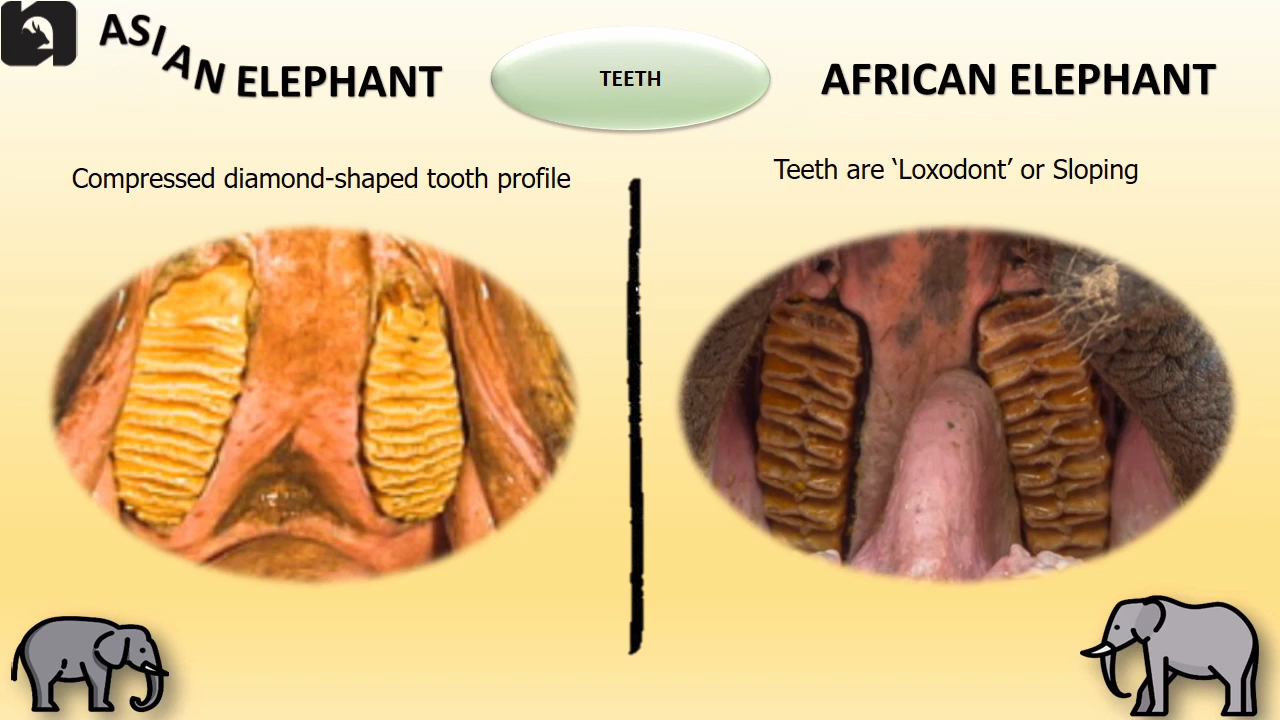 ASIAN ELEPHANT
TEETH
AFRICAN ELEPHANT
Compressed diamond-shaped tooth profile
Teeth are ‘Loxodont’ or Sloping